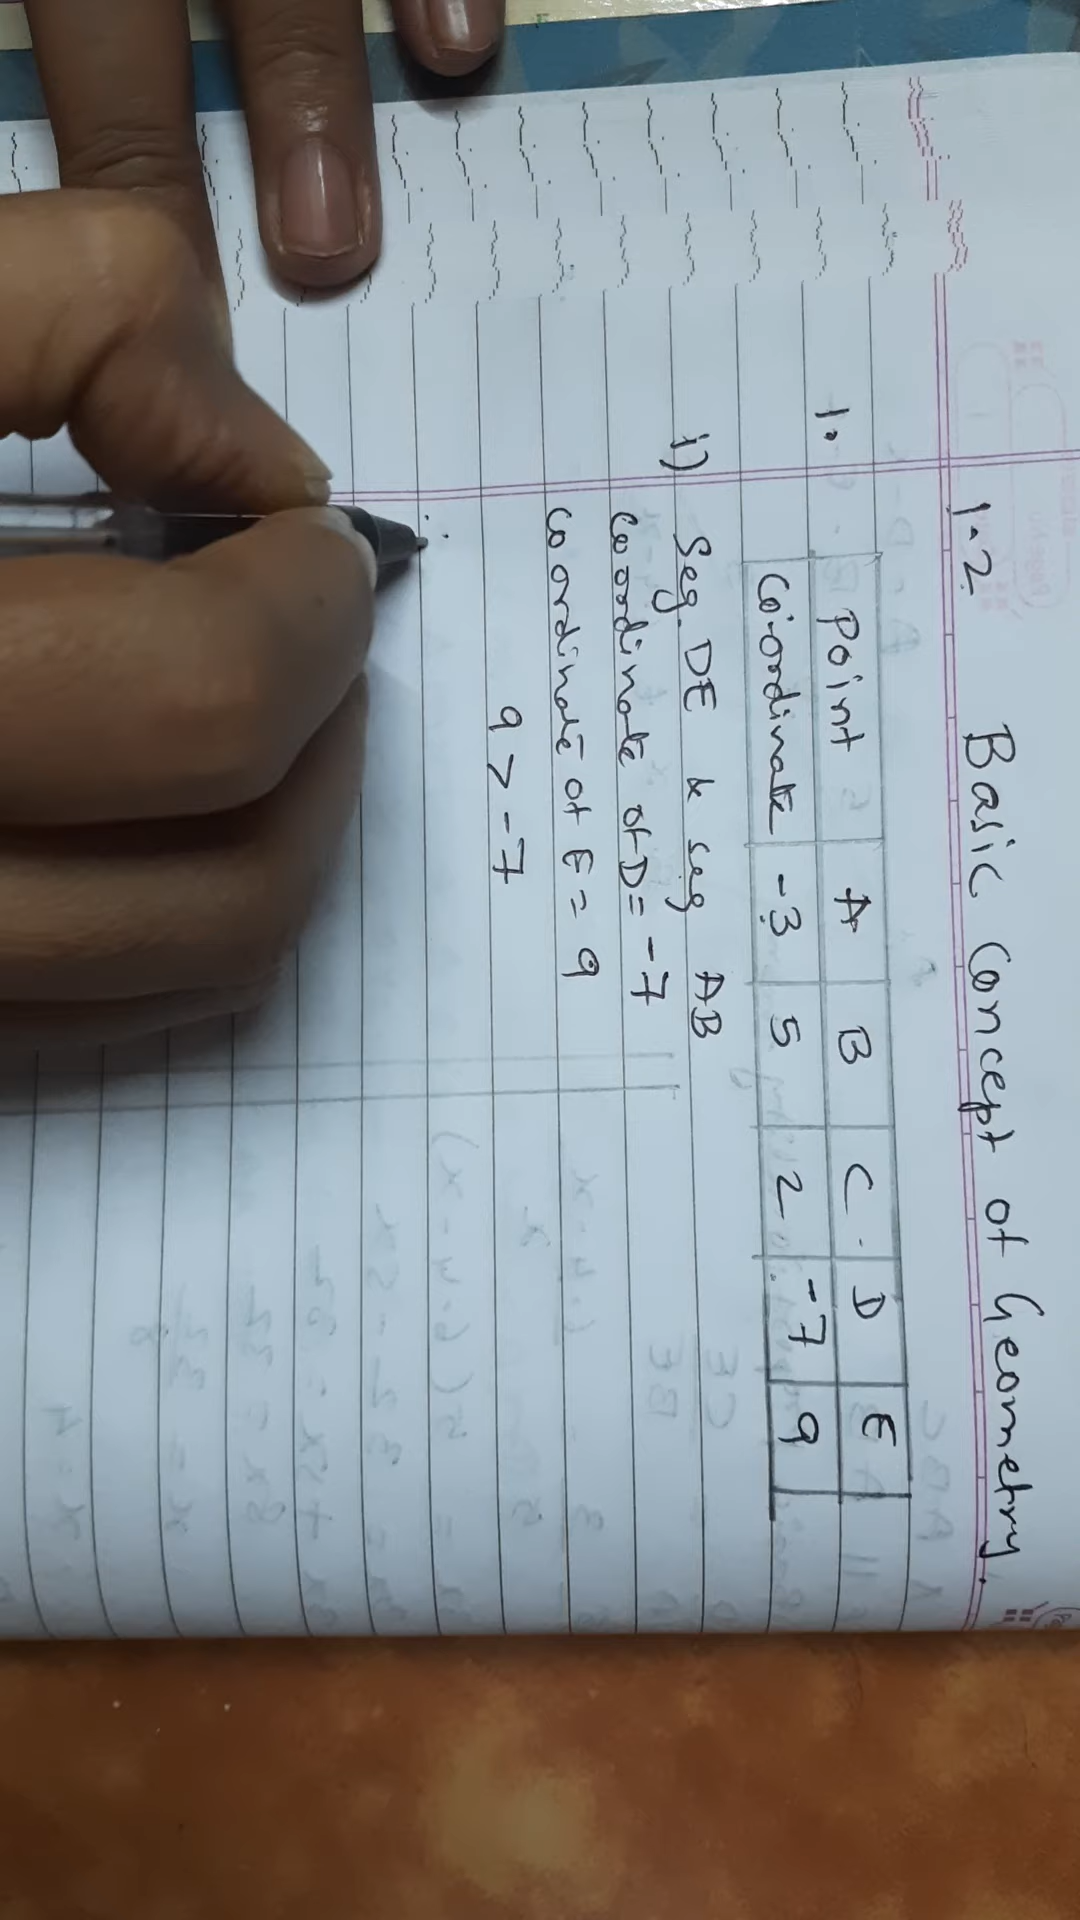 1.2 Basic Concept of Geometry.
1. Point A B C D E
Co-ordinate -3 5 2 -7 9
i) Seg DE & seg AB
Co ordinate of D = -7
Co ordinate of E = 9
9 > -7
∴